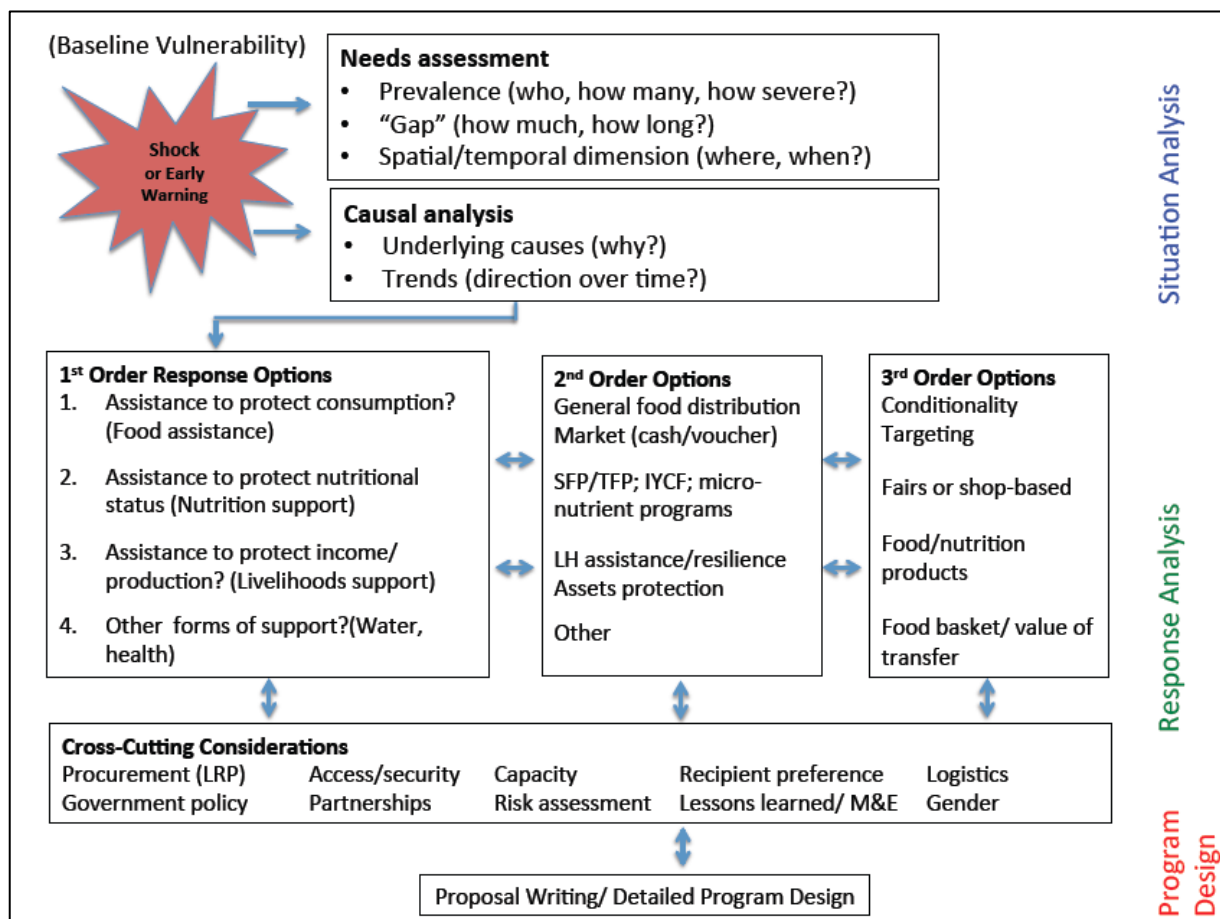 (Baseline Vulnerability)
Shock
or Early
Warning
Needs assessment
• Prevalence (who, how many, how severe?)
• “Gap” (how much, how long?)
• Spatial/temporal dimension (where, when?)
Causal analysis
• Underlying causes (why?)
• Trends (direction over time?)
Situation Analysis
1st Order Response Options
1. Assistance to protect consumption?
(Food assistance)
2. Assistance to protect nutritional
status (Nutrition support)
3. Assistance to protect income/
production? (Livelihoods support)
4. Other forms of support?(Water,
health)
2nd Order Options
General food distribution
Market (cash/voucher)
SFP/TFP; IYCF; micro-
nutrient programs
LH assistance/resilience
Assets protection
Other
3rd Order Options
Conditionality
Targeting
Fairs or shop-based
Food/nutrition
products
Food basket/ value of
transfer
Response Analysis
Cross-Cutting Considerations
Procurement (LRP) Access/security Capacity Recipient preference Logistics
Government policy Partnerships Risk assessment Lessons learned/ M&E Gender
Proposal Writing/ Detailed Program Design
Program
Design